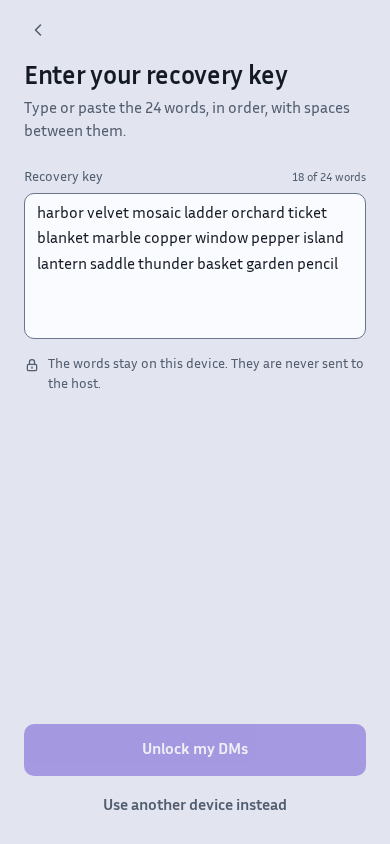 Enter your recovery key
Type or paste the 24 words, in order, with spaces
between them.
Recovery key
18 of 24 words
harbor velvet mosaic ladder orchard ticket
blanket marble copper window pepper island
lantern saddle thunder basket garden pencil
The words stay on this device. They are never sent to
the host.
Unlock my DMs
Use another device instead